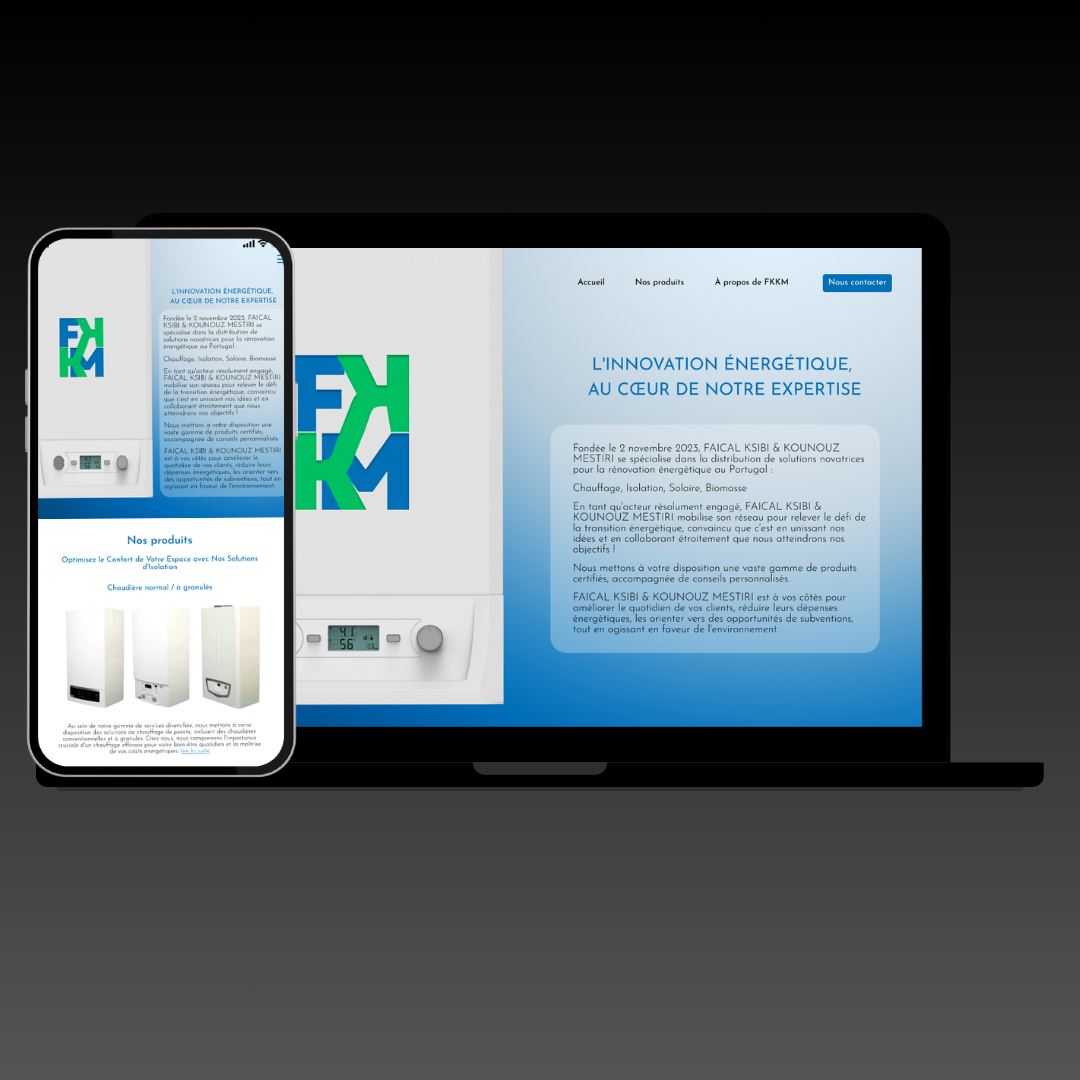 L'INNOVATION ÉNERGÉTIQUE,
AU CŒUR DE NOTRE EXPERTISE
Fondée le 2 novembre 2023, FAICAL
KSIBI & KOUNOUZ MESTIRI se
spécialise dans la distribution de
solutions novatrices pour la rénovation
énergétique au Portugal :
Chauffage, Isolation, Solaire, Biomasse
En tant qu'acteur résolument engagé,
FAICAL KSIBI & KOUNOUZ MESTIRI
mobilise son réseau pour relever le défi
de la transition énergétique, convaincu
que c'est en unissant nos idées et en
collaborant étroitement que nous
atteindrons nos objectifs !
Nous mettons à votre disposition une
vaste gamme de produits certifiés,
accompagnée de conseils personnalisés.
FAICAL KSIBI & KOUNOUZ MESTIRI
est à vos côtés pour améliorer le
quotidien de vos clients, réduire leurs
dépenses énergétiques, les orienter vers
des opportunités de subventions, tout en
agissant en faveur de l'environnement.
FK
KM
Nos produits
Optimisez le Confort de Votre Espace avec Nos Solutions
d'Isolation
Chaudière normal / à granulés
Au sein de notre gamme de services diversifiée, nous mettons à votre
disposition des solutions de chauffage de pointe, incluant des chaudières
conventionnelles et à granulés. Chez nous, nous comprenons l'importance
cruciale d'un chauffage efficace pour votre bien-être quotidien et la maîtrise
de vos coûts énergétiques. lire la suite
Accueil Nos produits À propos de FKKM Nous contacter
FK
KM
41
56
L'INNOVATION ÉNERGÉTIQUE,
AU CŒUR DE NOTRE EXPERTISE
Fondée le 2 novembre 2023, FAICAL KSIBI & KOUNOUZ
MESTIRI se spécialise dans la distribution de solutions novatrices
pour la rénovation énergétique au Portugal :
Chauffage, Isolation, Solaire, Biomasse
En tant qu'acteur résolument engagé, FAICAL KSIBI &
KOUNOUZ MESTIRI mobilise son réseau pour relever le défi de
la transition énergétique, convaincu que c'est en unissant nos
idées et en collaborant étroitement que nous atteindrons nos
objectifs !
Nous mettons à votre disposition une vaste gamme de produits
certifiés, accompagnée de conseils personnalisés.
FAICAL KSIBI & KOUNOUZ MESTIRI est à vos côtés pour
améliorer le quotidien de vos clients, réduire leurs dépenses
énergétiques, les orienter vers des opportunités de subventions,
tout en agissant en faveur de l'environnement.